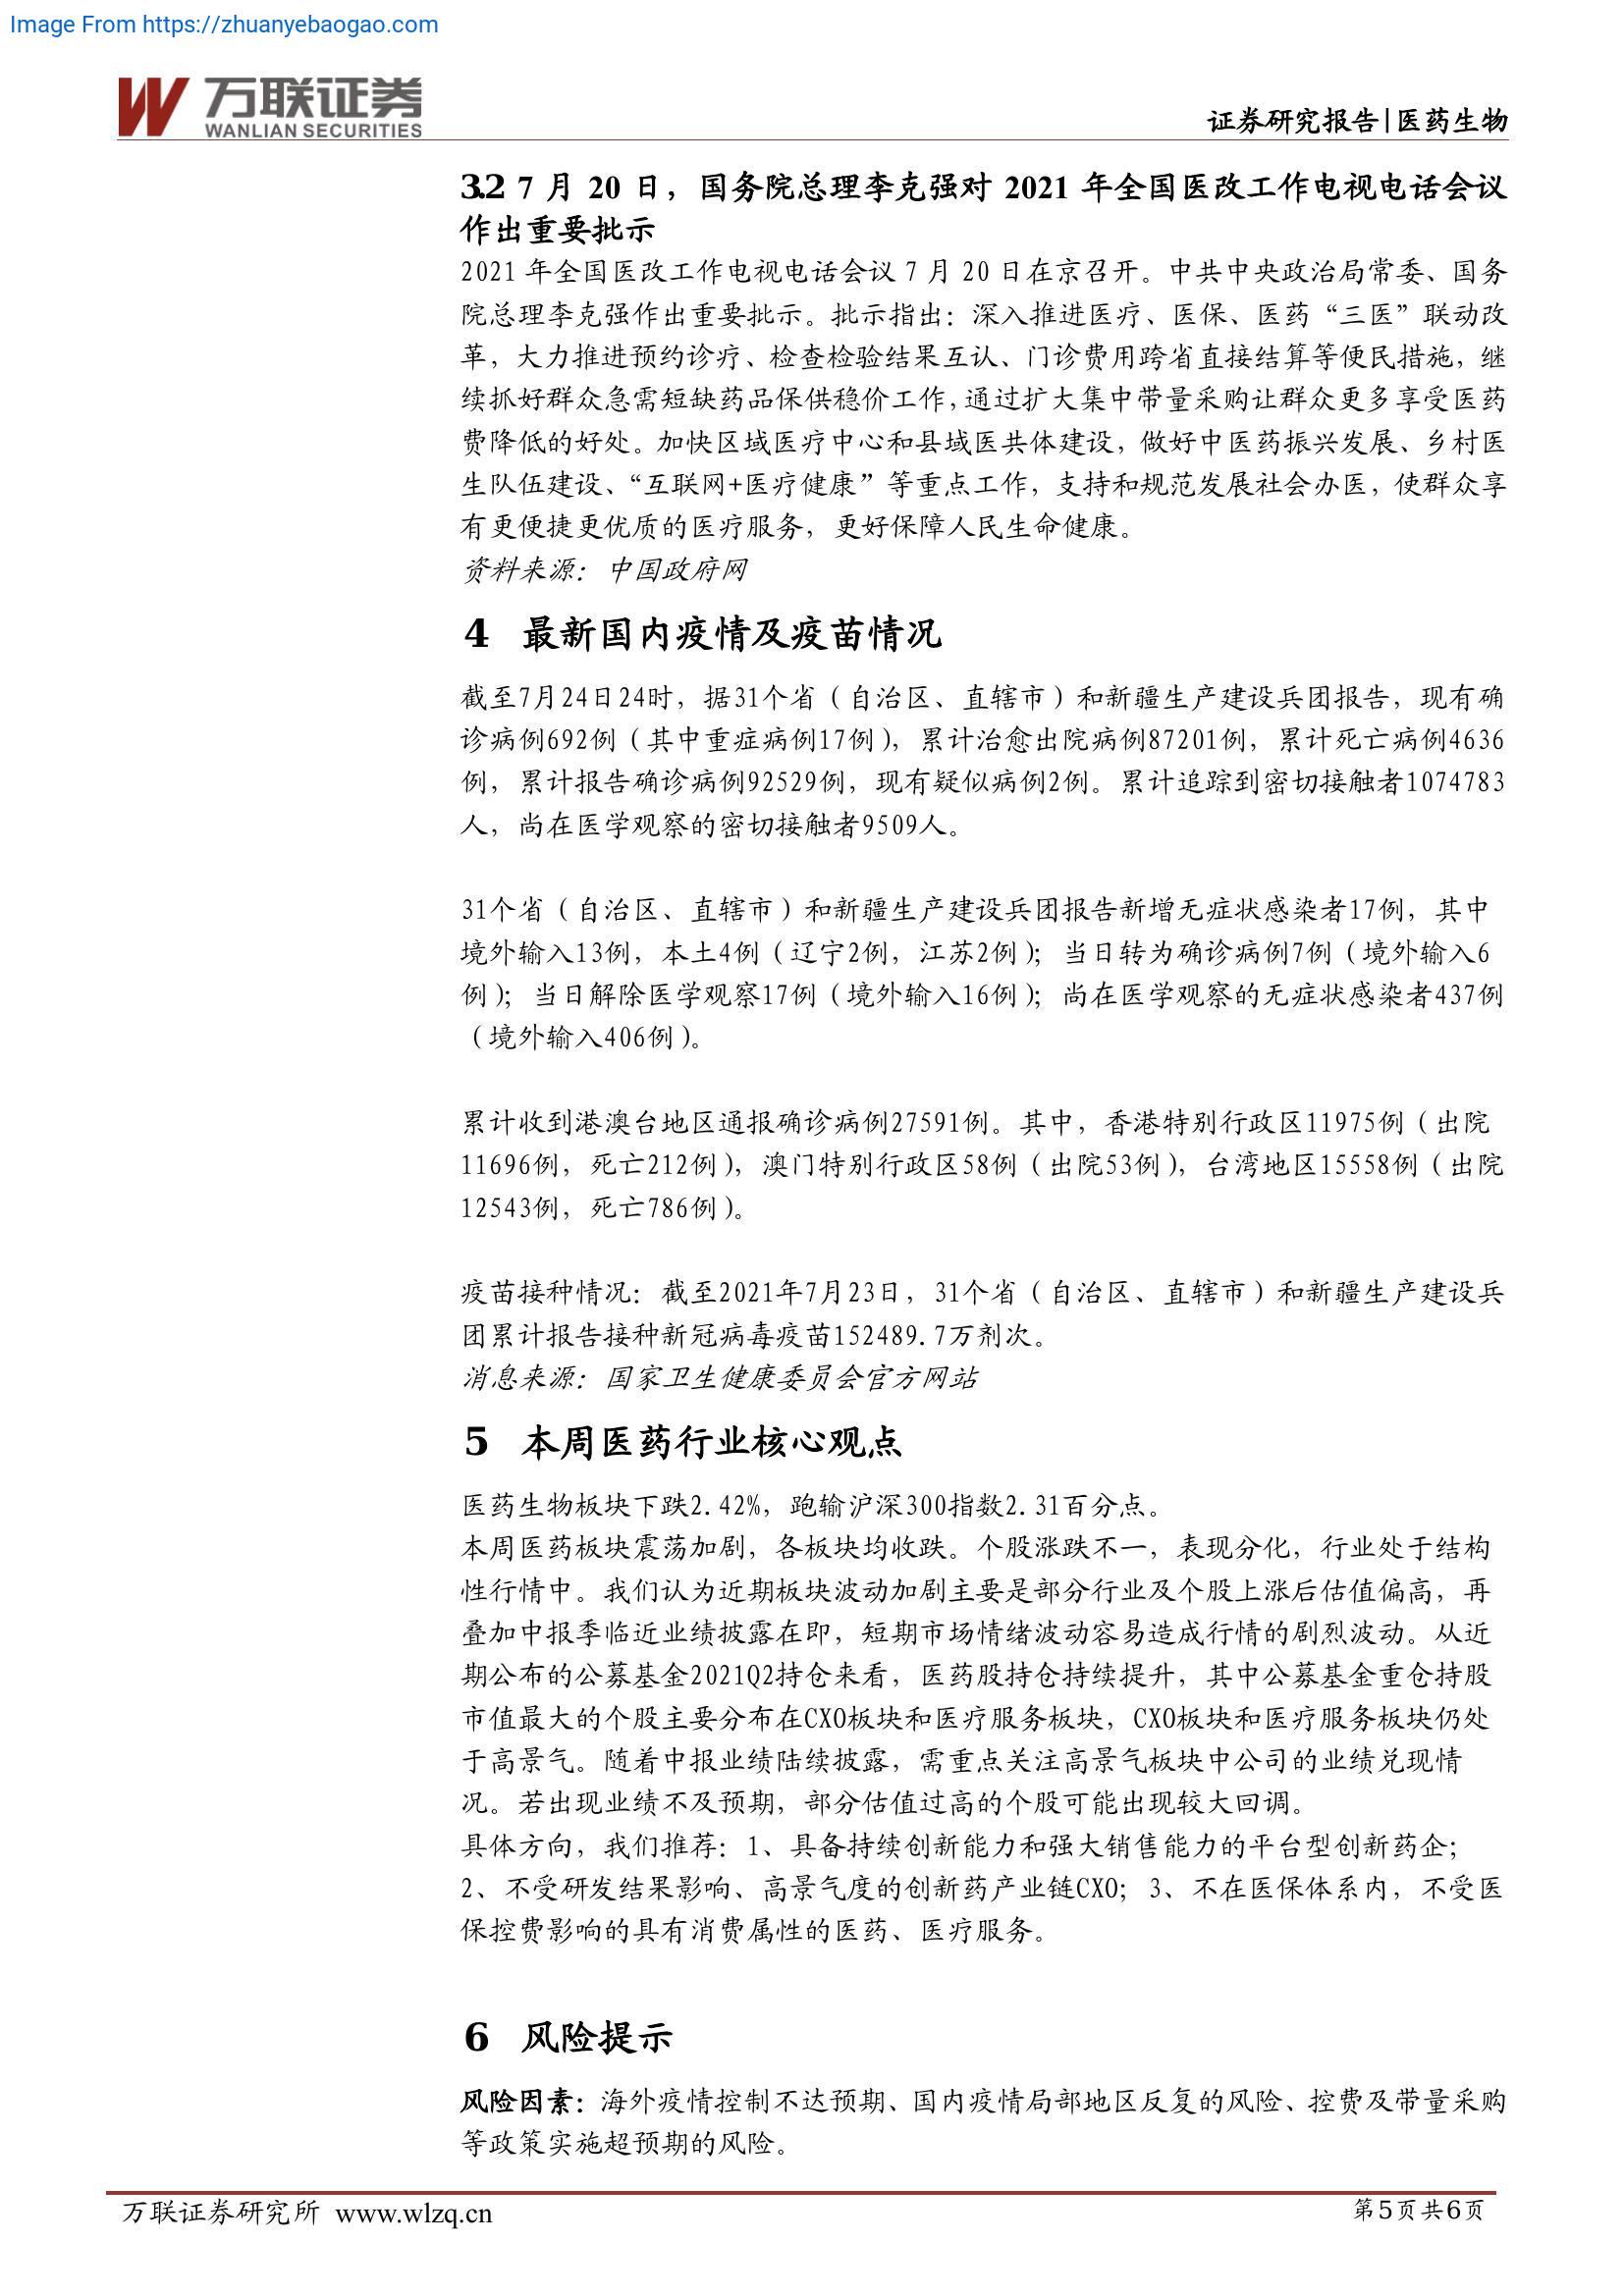 Image From https://zhuanyebaogao.com
万联证券
WANLIAN SECURITIES
证券研究报告|医药生物
3.2 7 月 20 日，国务院总理李克强对 2021 年全国医改工作电视电话会议
作出重要批示
2021 年全国医改工作电视电话会议 7 月 20 日在京召开。中共中央政治局常委、国务
院总理李克强作出重要批示。批示指出：深入推进医疗、医保、医药“三医”联动改
革，大力推进预约诊疗、检查检验结果互认、门诊费用跨省直接结算等便民措施，继
续抓好群众急需短缺药品保供稳价工作,通过扩大集中带量采购让群众更多享受医药
费降低的好处。加快区域医疗中心和县域医共体建设，做好中医药振兴发展、乡村医
生队伍建设、“互联网+医疗健康”等重点工作，支持和规范发展社会办医，使群众享
有更便捷更优质的医疗服务，更好保障人民生命健康。
资料来源：中国政府网
4 最新国内疫情及疫苗情况
截至7月24日24时，据31个省（自治区、直辖市）和新疆生产建设兵团报告，现有确
诊病例692例（其中重症病例17例），累计治愈出院病例87201例，累计死亡病例4636
例，累计报告确诊病例92529例，现有疑似病例2例。累计追踪到密切接触者1074783
人，尚在医学观察的密切接触者9509人。
31个省（自治区、直辖市）和新疆生产建设兵团报告新增无症状感染者17例，其中
境外输入13例，本土4例（辽宁2例，江苏2例）；当日转为确诊病例7例（境外输入6
例）；当日解除医学观察17例（境外输入16例）；尚在医学观察的无症状感染者437例
（境外输入406例）。
累计收到港澳台地区通报确诊病例27591例。其中，香港特别行政区11975例（出院
11696例，死亡212例），澳门特别行政区58例（出院53例），台湾地区15558例（出院
12543例，死亡786例）。
疫苗接种情况：截至2021年7月23日，31个省（自治区、直辖市）和新疆生产建设兵
团累计报告接种新冠病毒疫苗152489.7万剂次。
消息来源：国家卫生健康委员会官方网站
5 本周医药行业核心观点
医药生物板块下跌2.42%，跑输沪深300指数2.31百分点。
本周医药板块震荡加剧，各板块均收跌。个股涨跌不一，表现分化，行业处于结构
性行情中。我们认为近期板块波动加剧主要是部分行业及个股上涨后估值偏高，再
叠加中报季临近业绩披露在即，短期市场情绪波动容易造成行情的剧烈波动。从近
期公布的公募基金2021Q2持仓来看，医药股持仓持续提升，其中公募基金重仓持股
市值最大的个股主要分布在CXO板块和医疗服务板块，CXO板块和医疗服务板块仍处
于高景气。随着中报业绩陆续披露，需重点关注高景气板块中公司的业绩兑现情
况。若出现业绩不及预期，部分估值过高的个股可能出现较大回调。
具体方向，我们推荐：1、具备持续创新能力和强大销售能力的平台型创新药企；
2、不受研发结果影响、高景气度的创新药产业链CXO；3、不在医保体系内，不受医
保控费影响的具有消费属性的医药、医疗服务。
6 风险提示
风险因素：海外疫情控制不达预期、国内疫情局部地区反复的风险、控费及带量采购
等政策实施超预期的风险。
万联证券研究所 www.wlzq.cn
第5页共6页